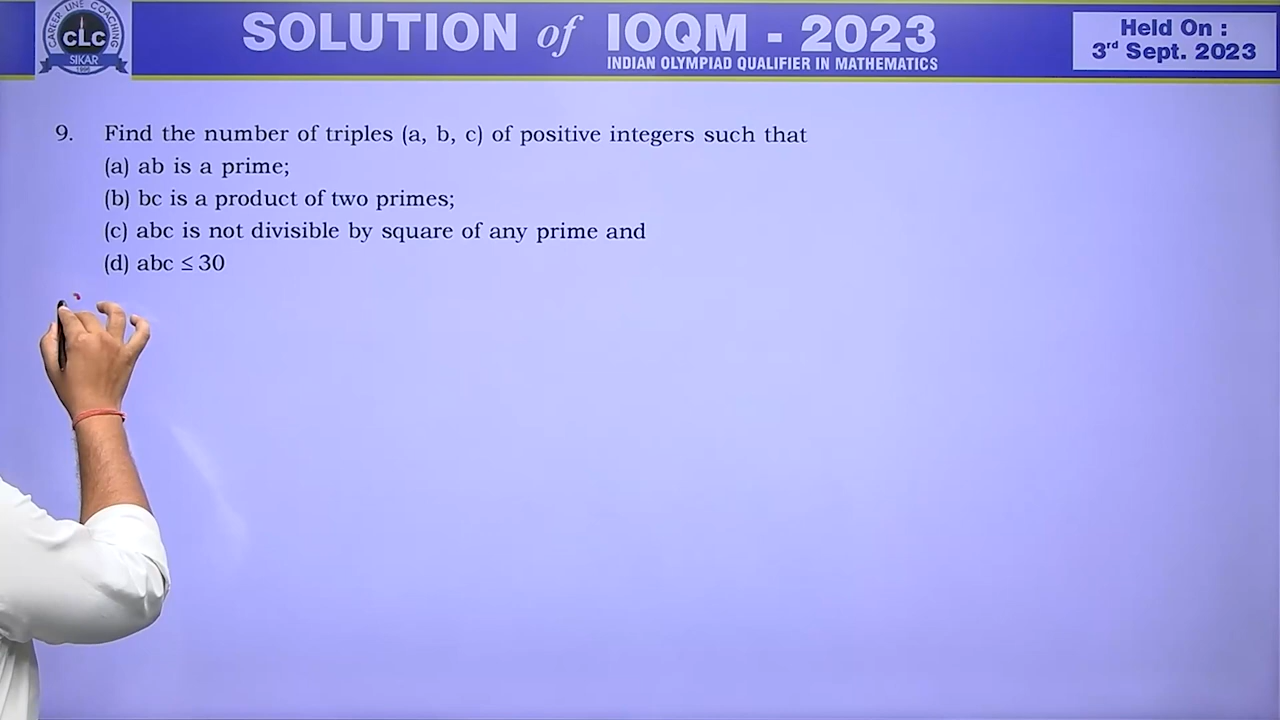 CAREER LINE COACHING
CLC
SIKAR
1996
SOLUTION of IOQM - 2023
INDIAN OLYMPIAD QUALIFIER IN MATHEMATICS
Held On :
3rd Sept. 2023
9. Find the number of triples (a, b, c) of positive integers such that
(a) ab is a prime;
(b) bc is a product of two primes;
(c) abc is not divisible by square of any prime and
(d) abc ≤ 30